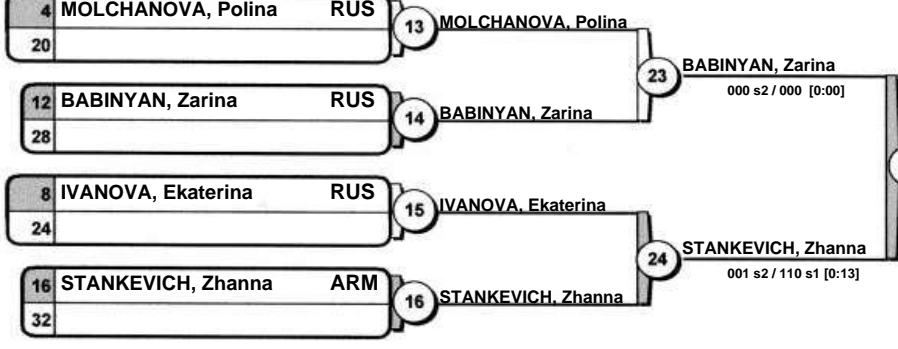 4 MOLCHANOVA, Polina RUS
20
13
MOLCHANOVA, Polina
23
BABINYAN, Zarina
000 s2 / 000 [0:00]
12 BABINYAN, Zarina RUS
28
14
BABINYAN, Zarina
8 IVANOVA, Ekaterina RUS
24
15
IVANOVA, Ekaterina
24
STANKEVICH, Zhanna
001 s2 / 110 s1 [0:13]
16 STANKEVICH, Zhanna ARM
32
16
STANKEVICH, Zhanna